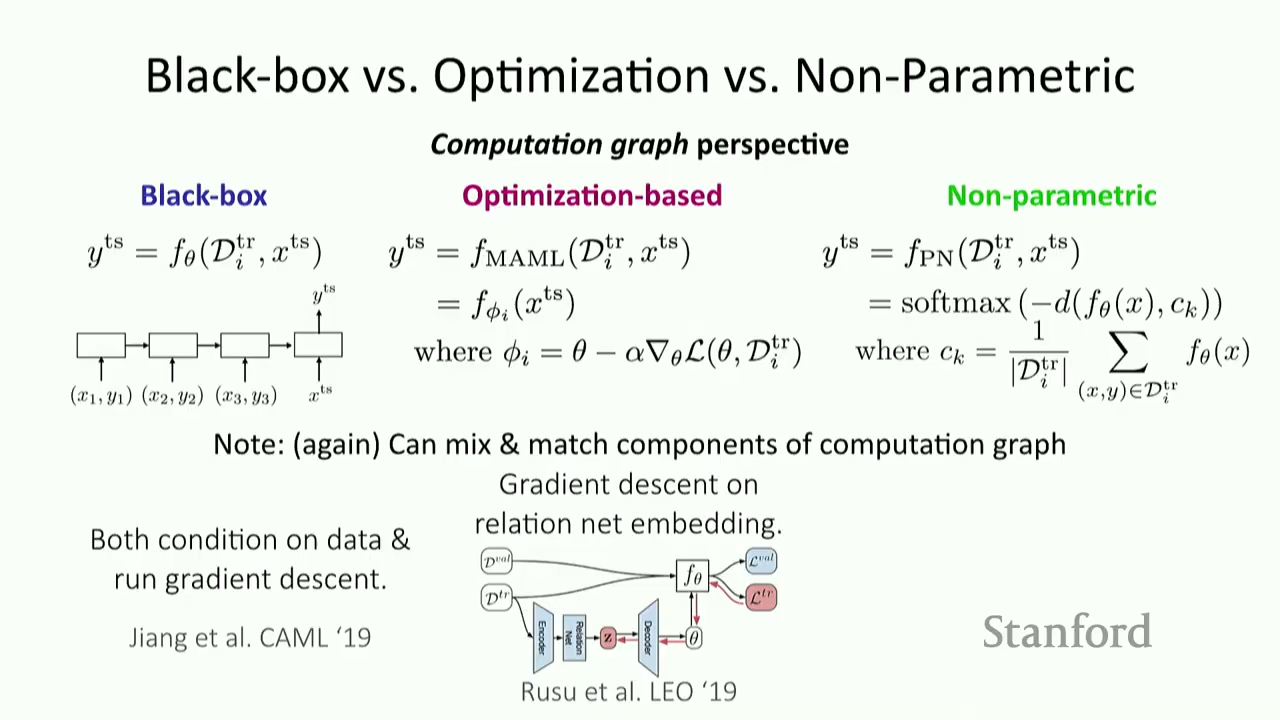 Black-box vs. Optimization vs. Non-Parametric
Computation graph perspective
Black-box
y^ts = f_θ(𝒟_i^tr, x^ts)
y^ts
(x_1, y_1) (x_2, y_2) (x_3, y_3) x^ts
Optimization-based
y^ts = f_MAML(𝒟_i^tr, x^ts)
= f_{ϕ_i}(x^ts)
where ϕ_i = θ − α∇_θ ℒ(θ, 𝒟_i^tr)
Non-parametric
y^ts = f_PN(𝒟_i^tr, x^ts)
= softmax (−d(f_θ(x), c_k))
where c_k = 1/|𝒟_i^tr| ∑_{(x,y)∈𝒟_i^tr} f_θ(x)
Note: (again) Can mix & match components of computation graph
Both condition on data &
run gradient descent.
Jiang et al. CAML ‘19
Gradient descent on
relation net embedding.
𝒟^val
𝒟^tr
f_θ
ℒ^val
ℒ^tr
Encoder
Relation
Net
z
Decoder
θ
Rusu et al. LEO ‘19
Stanford